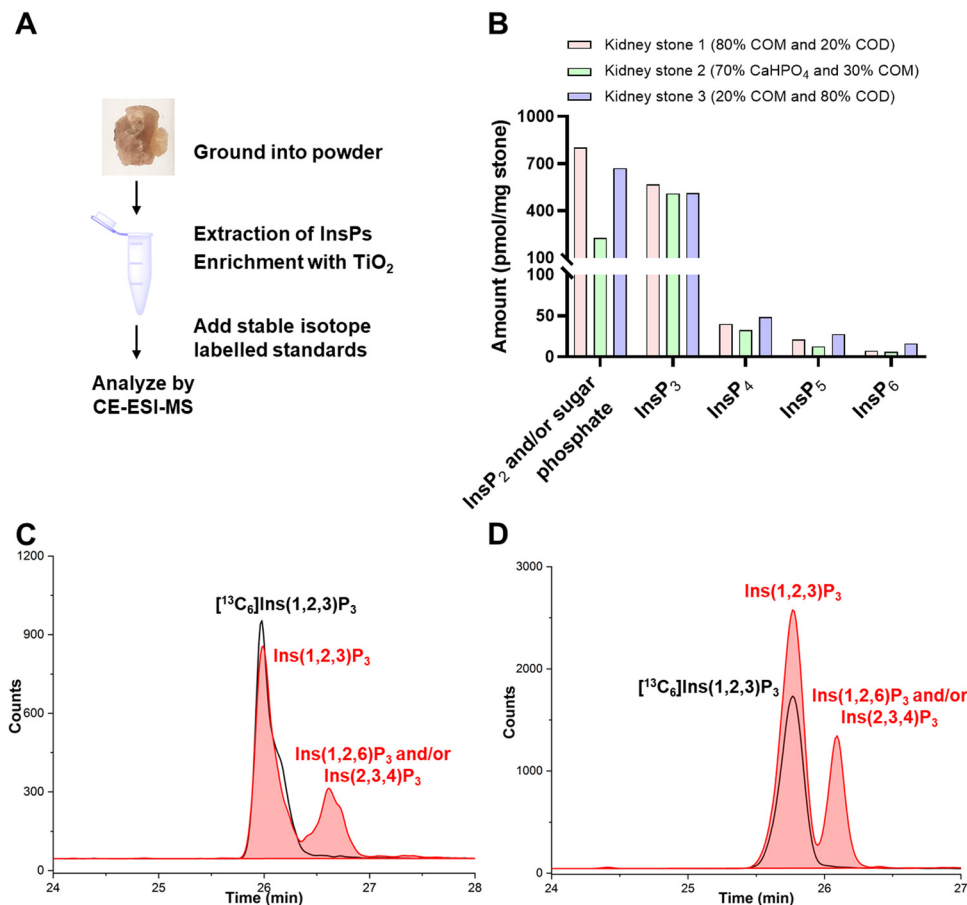 A
Ground into powder
Extraction of InsPs
Enrichment with TiO₂
Add stable isotope
labelled standards
Analyze by
CE-ESI-MS
B
Kidney stone 1 (80% COM and 20% COD)
Kidney stone 2 (70% CaHPO₄ and 30% COM)
Kidney stone 3 (20% COM and 80% COD)
Amount (pmol/mg stone)
1000
700
400
100
100
50
0
InsP₂ and/or sugar
phosphate
InsP₃
InsP₄
InsP₅
InsP₆
C
Counts
1200
900
600
300
0
[¹³C₆]Ins(1,2,3)P₃
Ins(1,2,3)P₃
Ins(1,2,6)P₃ and/or
Ins(2,3,4)P₃
24
25
26
27
28
Time (min)
D
Counts
3000
2000
1000
0
Ins(1,2,3)P₃
[¹³C₆]Ins(1,2,3)P₃
Ins(1,2,6)P₃ and/or
Ins(2,3,4)P₃
24
25
26
27
Time (min)